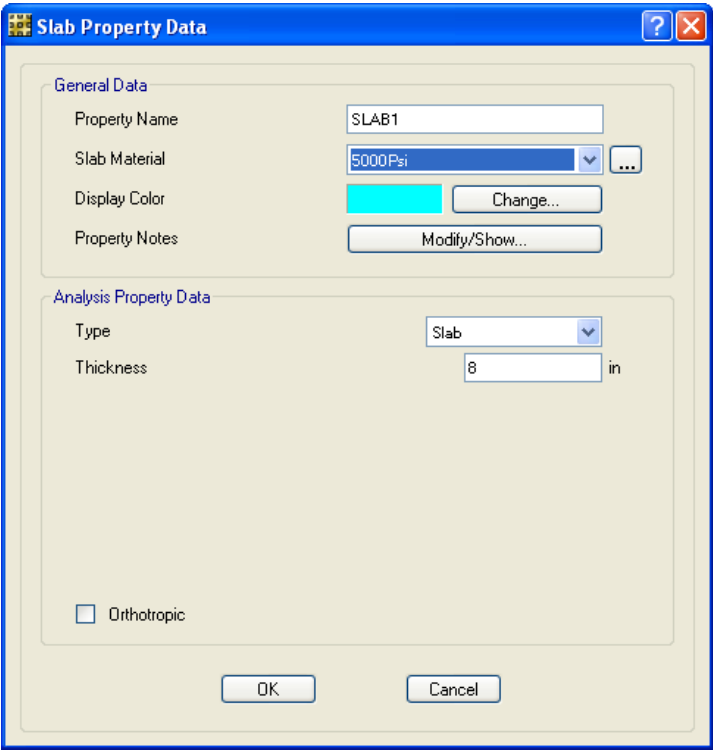 Slab Property Data
General Data
Property Name SLAB1
Slab Material 5000Psi ...
Display Color Change...
Property Notes Modify/Show...
Analysis Property Data
Type Slab
Thickness 8 in
Orthotropic
OK Cancel